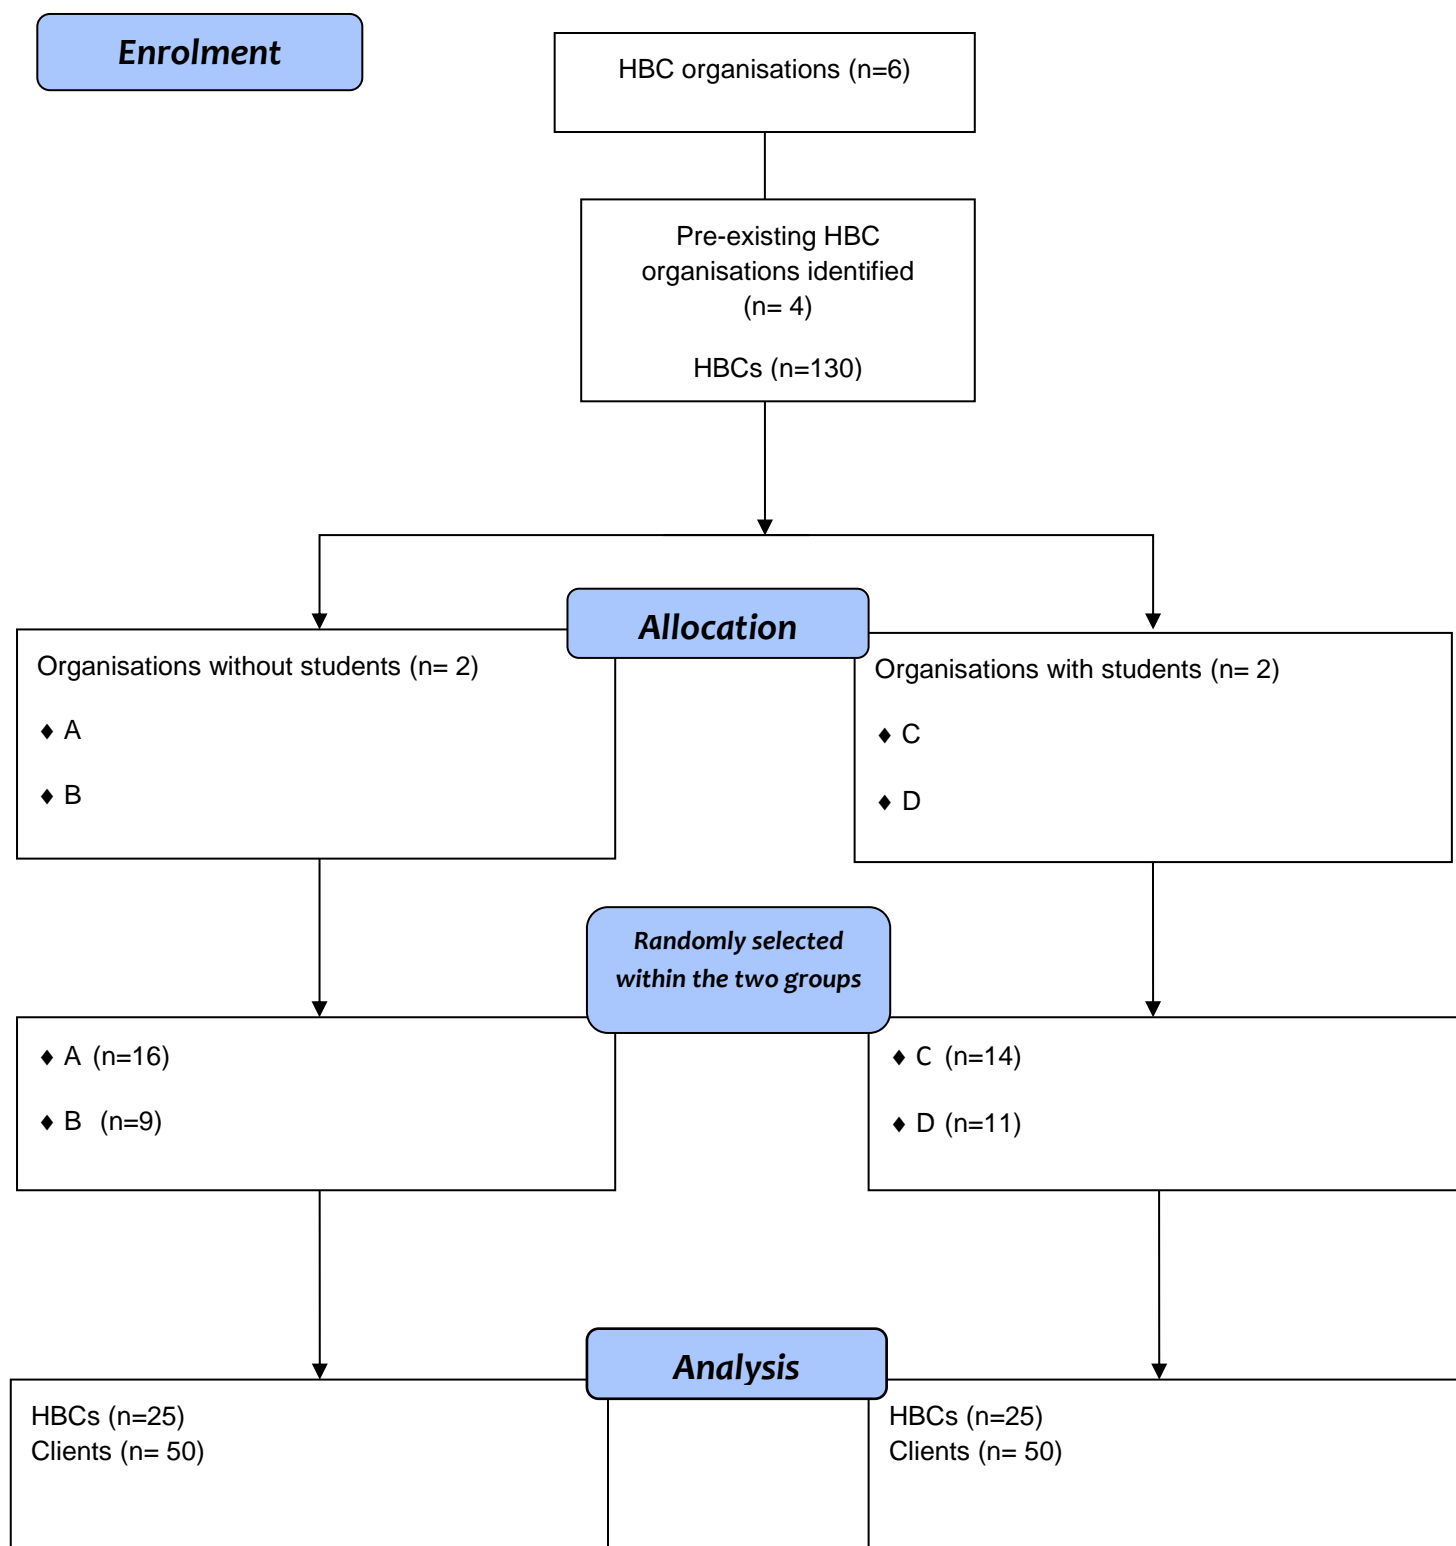 Enrolment
HBC organisations (n=6)
Pre-existing HBC
organisations identified
(n= 4)
HBCs (n=130)
Allocation
Organisations without students (n= 2)
♦ A
♦ B
Organisations with students (n= 2)
♦ C
♦ D
Randomly selected
within the two groups
♦ A (n=16)
♦ B (n=9)
♦ C (n=14)
♦ D (n=11)
Analysis
HBCs (n=25)
Clients (n= 50)
HBCs (n=25)
Clients (n= 50)